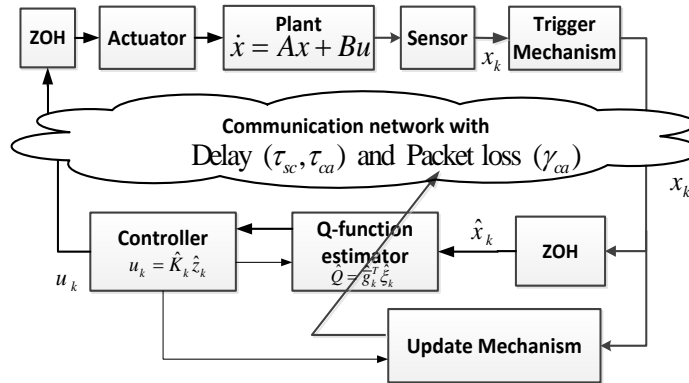 ZOH
Actuator
Plant
ẋ = Ax + Bu
Sensor
x_k
Trigger
Mechanism
Communication network with
Delay (τ_sc, τ_ca) and Packet loss (γ_ca)
x_k
Controller
u_k = K̂_k ẑ_k
u_k
Q-function
estimator
Q̂ = ĝ_k^T ξ̂_k
x̂_k
ZOH
Update Mechanism